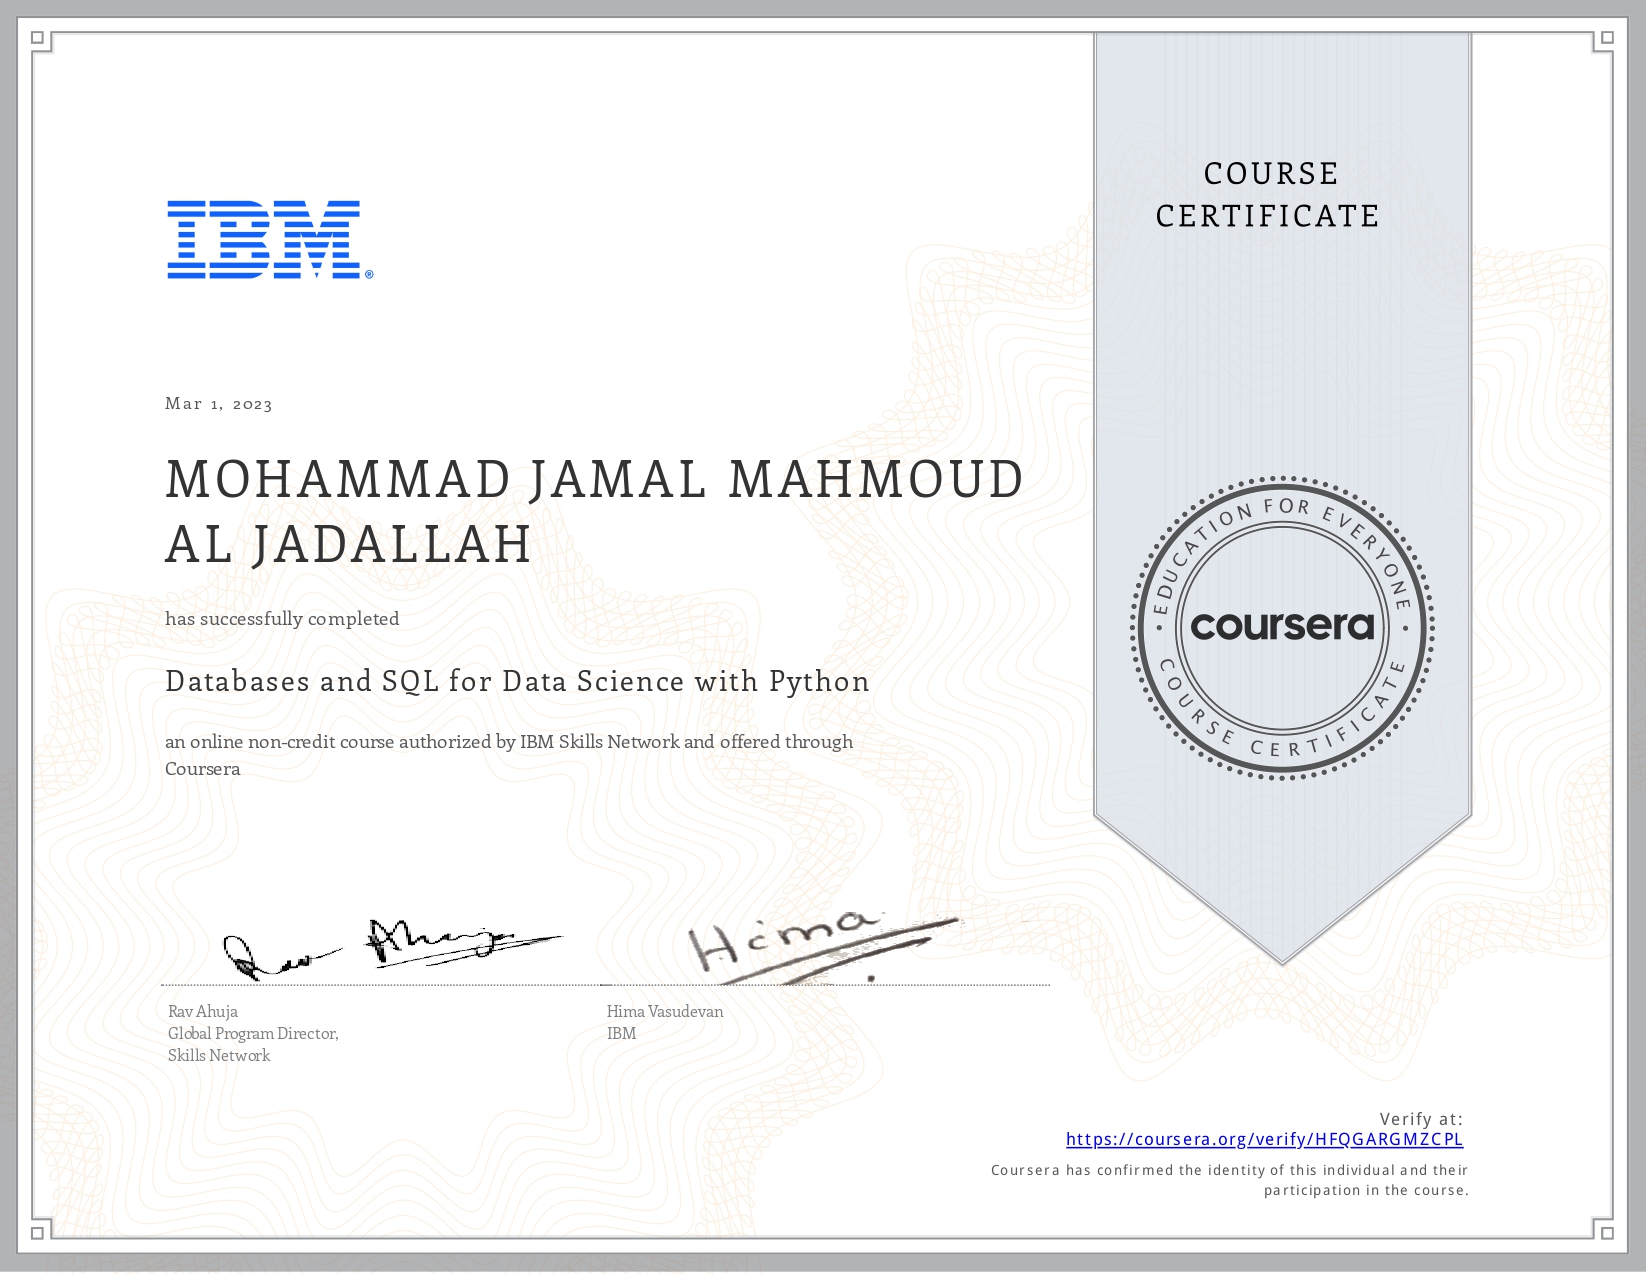 IBM®
COURSE
CERTIFICATE
Mar 1, 2023
MOHAMMAD JAMAL MAHMOUD
AL JADALLAH
has successfully completed
Databases and SQL for Data Science with Python
an online non-credit course authorized by IBM Skills Network and offered through
Coursera
EDUCATION FOR EVERYONE
coursera
COURSE CERTIFICATE
Hima
Rav Ahuja
Global Program Director,
Skills Network
Hima Vasudevan
IBM
Verify at:
https://coursera.org/verify/HFQGARGMZCPL
Coursera has confirmed the identity of this individual and their
participation in the course.